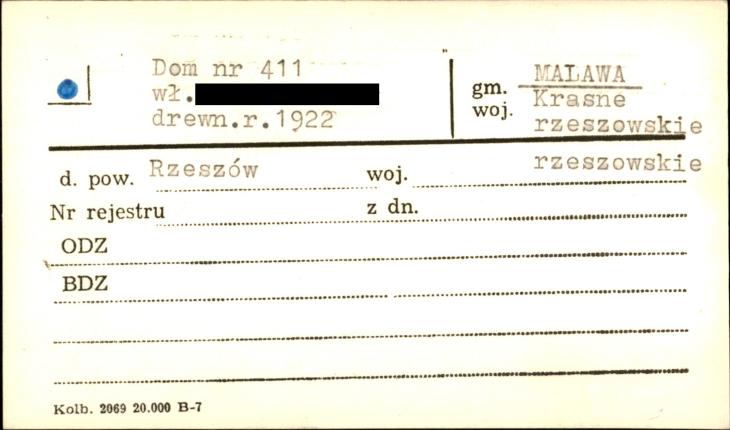 Dom nr 411
wł.
drewn.r.1922
MALAWA
gm. Krasne
woj. rzeszowskie
d. pow. Rzeszów woj. rzeszowskie
Nr rejestru z dn.
ODZ
BDZ
Kolb. 2069 20.000 B-7